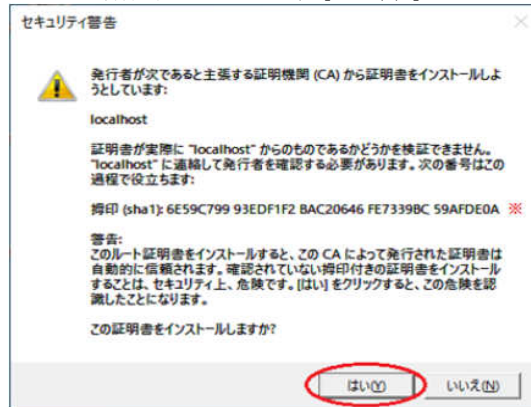 セキュリティ警告
発行者が次であると主張する証明機関 (CA) から証明書をインストールしよ
うとしています:
localhost
証明書が実際に "localhost" からのものであるかどうかを検証できません。
"localhost" に連絡して発行者を確認する必要があります。次の番号はこの
過程で役立ちます:
拇印 (sha1): 6E59C799 93EDF1F2 BAC20646 FE7339BC 59AFDE0A ※
警告:
このルート証明書をインストールすると、この CA によって発行された証明書は
自動的に信頼されます。確認されていない拇印付きの証明書をインストール
することは、セキュリティ上、危険です。[はい] をクリックすると、この危険を認
識したことになります。
この証明書をインストールしますか?
はい(Y)
いいえ(N)